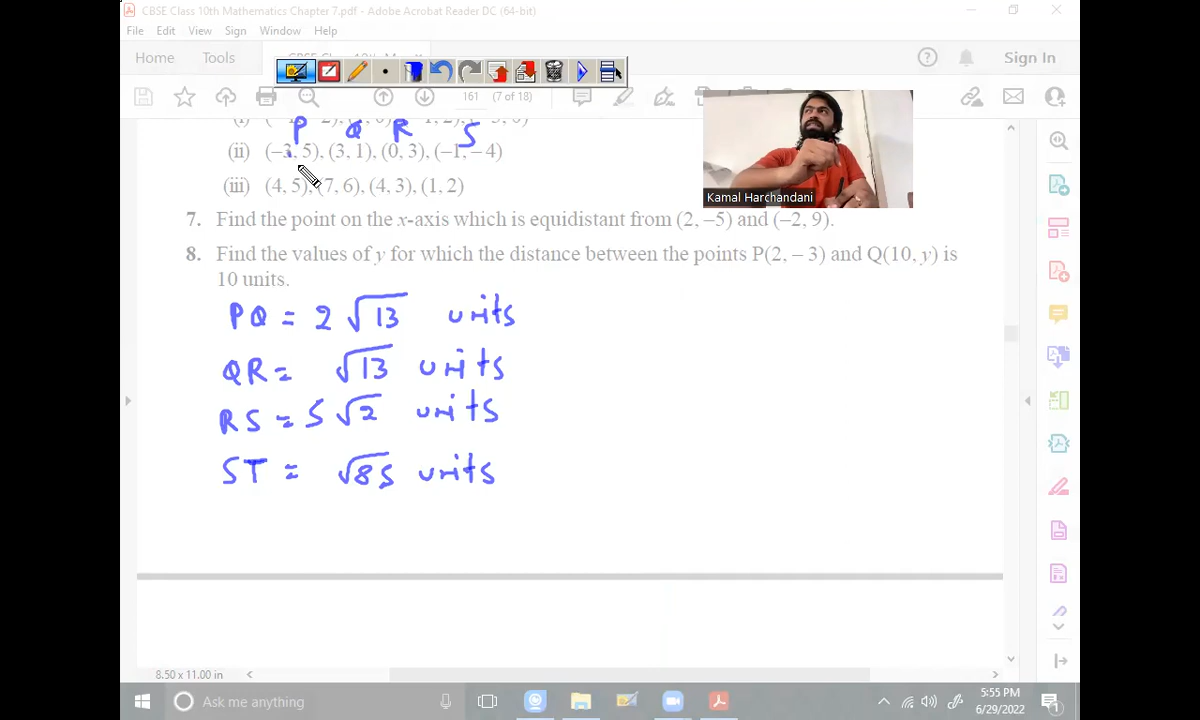 CBSE Class 10th Mathematics Chapter 7.pdf - Adobe Acrobat Reader DC (64-bit)
File Edit View Sign Window Help
Home Tools Sign In
161 (7 of 18)
P Q R S
(ii) (–3, 5), (3, 1), (0, 3), (–1, – 4)
(iii) (4, 5), (7, 6), (4, 3), (1, 2)
Kamal Harchandani
7. Find the point on the x-axis which is equidistant from (2, –5) and (–2, 9).
8. Find the values of y for which the distance between the points P(2, – 3) and Q(10, y) is
10 units.
PQ = 2 √13 units
QR = √13 units
RS = 5 √2 units
ST = √85 units
8.50 x 11.00 in
Ask me anything
5:55 PM
6/29/2022